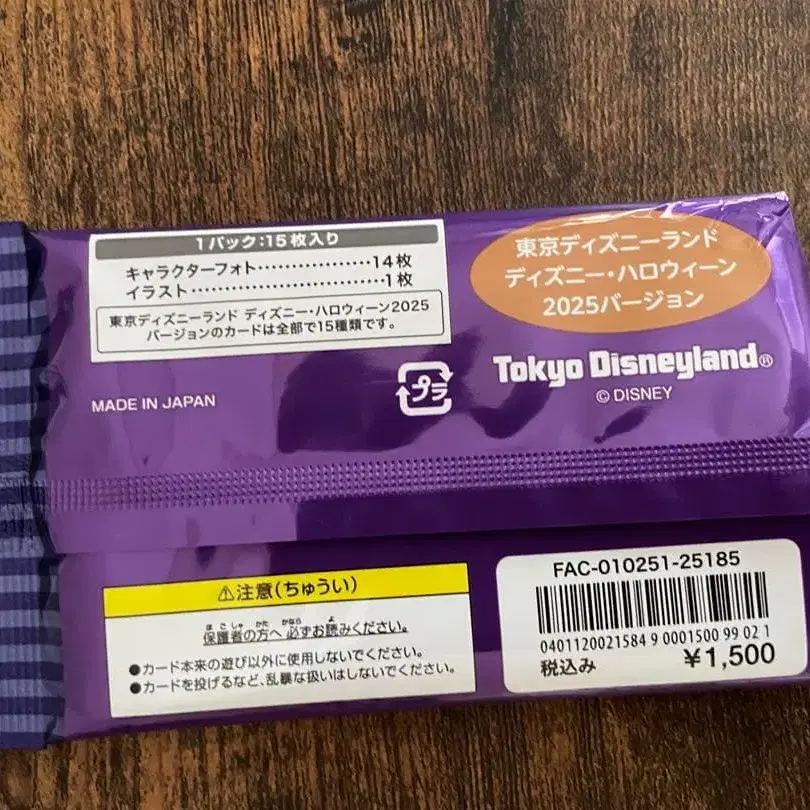 1パック:15枚入り
キャラクターフォト………………14枚
イラスト…………………………1枚
東京ディズニーランド ディズニー・ハロウィーン2025
バージョンのカードは全部で15種類です。
東京ディズニーランド
ディズニー・ハロウィーン
2025バージョン
Tokyo Disneyland®
© DISNEY
MADE IN JAPAN
プラ
⚠注意(ちゅうい)
ほごしゃ かた かなら よ
保護者の方へ 必ずお読みください。
●カード本来の遊び以外に使用しないでください。
●カードを投げるなど、乱暴な扱いはしないでください。
FAC-010251-25185
0401120021584 9 0001500 99 02 1
税込み ¥1,500